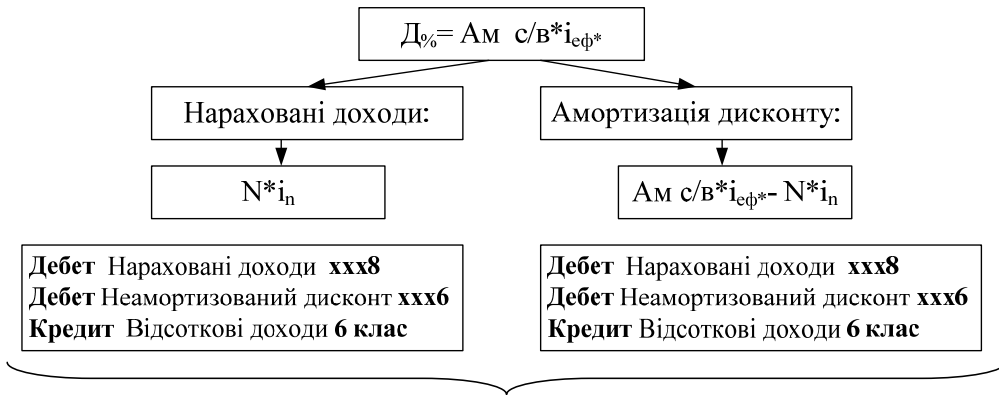 Д%= Ам с/в*iеф*
Нараховані доходи:
Амортизація дисконту:
N*in
Ам с/в*iеф*- N*in
Дебет Нараховані доходи ххх8
Дебет Неамортизований дисконт ххх6
Кредит Відсоткові доходи 6 клас
Дебет Нараховані доходи ххх8
Дебет Неамортизований дисконт ххх6
Кредит Відсоткові доходи 6 клас